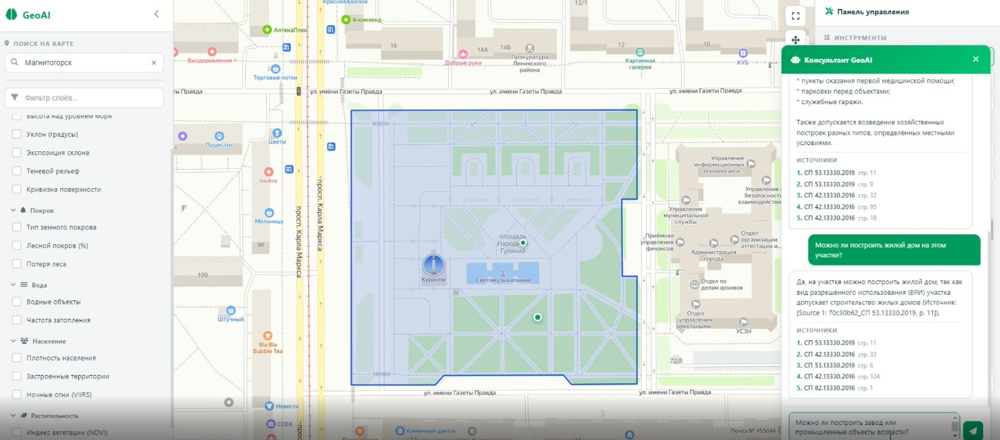 GeoAI
ПОИСК НА КАРТЕ
Магнитогорск
Фильтр слоёв...
Высота над уровнем моря
Уклон (градусы)
Экспозиция склона
Теневой рельеф
Кривизна поверхности
Покров
Тип земного покрова
Лесной покров (%)
Потеря леса
Вода
Водные объекты
Частота затопления
Население
Плотность населения
Застроенные территории
Ночные огни (VIIRS)
Растительность
Индекс вегетации (NDVI)
Красное&Белое
Фармленд
АптекаПлюс
Выздоровление +
Торговые лотки
16
14А
14Б
Добрые руки
Прокуратура
Ленинского
района
12/1
12
Картинная
галерея
10
КУБ
ул. имени Газеты Правда
ул. имени Газеты Правда
ул. имени Газеты Правда
Пушистик
Цветы
Invitro
Мельница
98
100
Штучный
Bla Bla
Bubble Tea
Невеста
CDEK
просп. Карла Маркса
просп. Карла Маркса
площадь
Народных
Гуляний
Куранты
Светомузыкальный
Управление
информационных
технологий и...
Управление
безопасности
взаимодействи
Управление
муниципальной
службы
Приёмная
управления
финансов
Отдел
организации
аттестации и...
Администрация
города
Отдел по
делам архивов
Отдел
управления
земельными...
УСЗН
72/8
ул. имени Газеты Правда
ул. имени Газеты Правда
Каменный цветок
11
Почта № 455044
Панель управления
ИНСТРУМЕНТЫ
Консультант GeoAI
* пункты оказания первой медицинской помощи;
* парковки перед объектами;
* служебные гаражи.
Также допускается возведение хозяйственных
построек разных типов, определённых местными
условиями.
ИСТОЧНИКИ
1. СП 53.13330.2019 стр. 11
2. СП 53.13330.2019 стр. 9
3. СП 42.13330.2016 стр. 32
4. СП 42.13330.2016 стр. 95
5. СП 42.13330.2016 стр. 18
Можно ли построить жилой дом на этом
участке?
Да, на участке можно построить жилой дом, так как
вид разрешённого использования (ВРИ) участка
допускает строительство жилых домов (Источник:
[Source 1: 70c30b62_СП 53.13330.2019, p. 11]).
ИСТОЧНИКИ
1. СП 53.13330.2019 стр. 11
2. СП 42.13330.2016 стр. 32
3. СП 53.13330.2019 стр. 6
4. СП 42.13330.2016 стр. 124
5. СП 82.13330.2016 стр. 1
Можно ли построить завод или
промышленные объекты возрести?